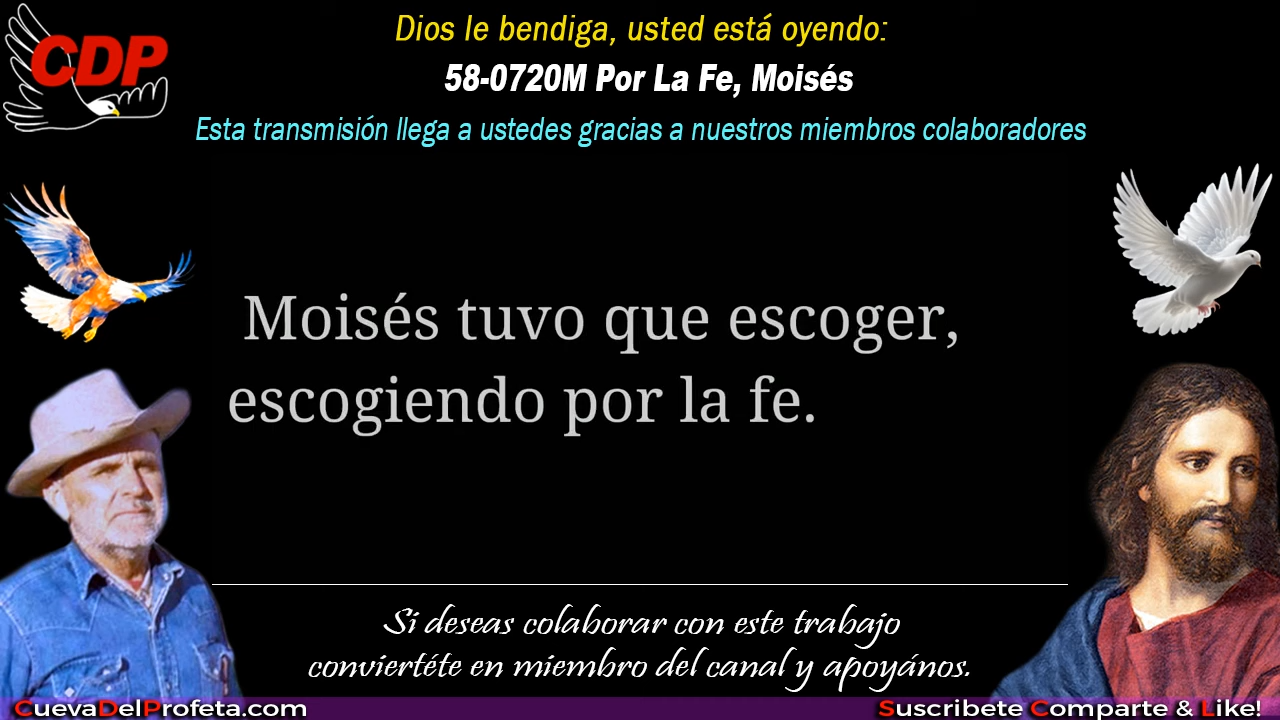 CDP
Dios le bendiga, usted está oyendo:
58-0720M Por La Fe, Moisés
Esta transmisión llega a ustedes gracias a nuestros miembros colaboradores
Moisés tuvo que escoger,
escogiendo por la fe.
Si deseas colaborar con este trabajo
conviertéte en miembro del canal y apoyános.
CuevaDelProfeta.com
Suscribete Comparte & Like!